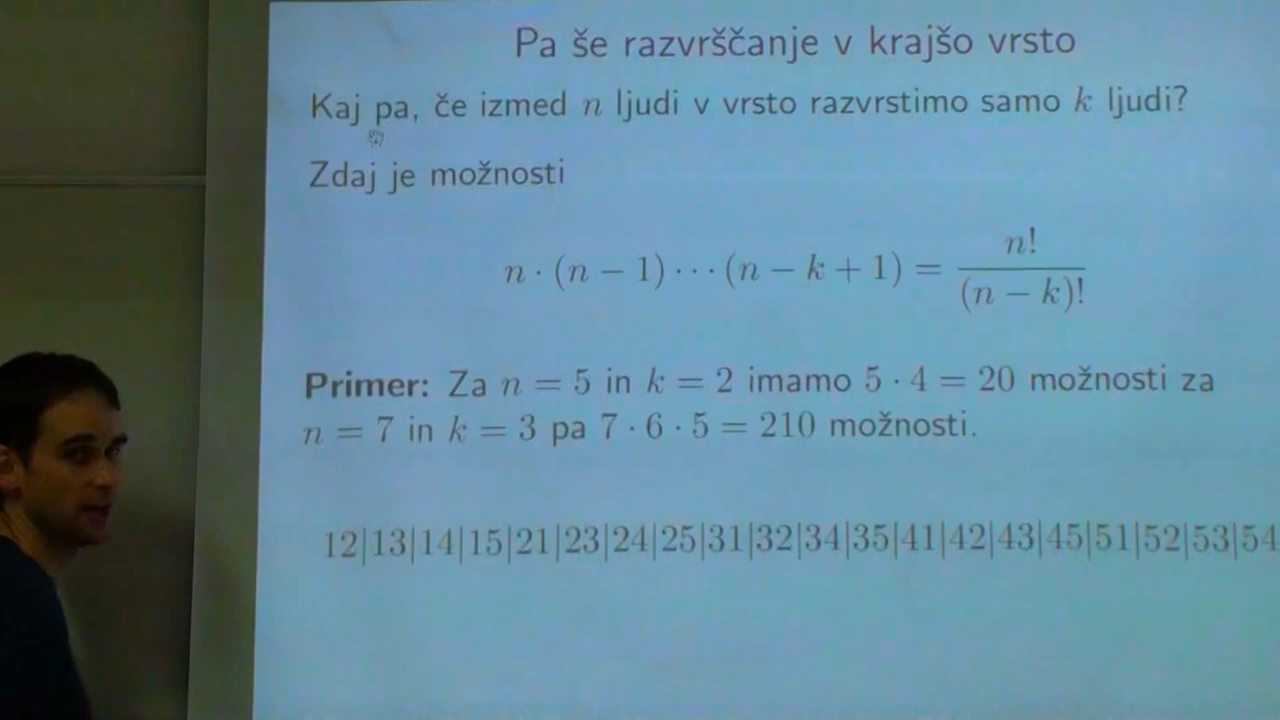 Pa še razvrščanje v krajšo vrsto
Kaj pa, če izmed n ljudi v vrsto razvrstimo samo k ljudi?
Zdaj je možnosti
n · (n − 1) · · · (n − k + 1) = n! / (n − k)!
Primer: Za n = 5 in k = 2 imamo 5 · 4 = 20 možnosti za
n = 7 in k = 3 pa 7 · 6 · 5 = 210 možnosti.
12|13|14|15|21|23|24|25|31|32|34|35|41|42|43|45|51|52|53|54